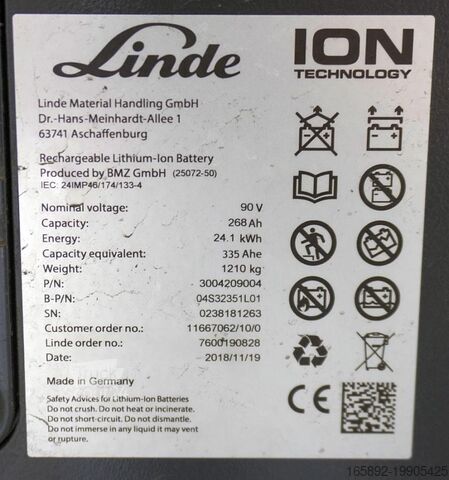 Linde
ION
TECHNOLOGY
Linde Material Handling GmbH
Dr.-Hans-Meinhardt-Allee 1
63741 Aschaffenburg
Rechargeable Lithium-Ion Battery
Produced by BMZ GmbH (25072-50)
IEC: 24IMP46/174/133-4
Nominal voltage: 90 V
Capacity: 268 Ah
Energy: 24.1 kWh
Capacity equivalent: 335 Ahe
Weight: 1210 kg
P/N: 3004209004
B-P/N: 04S32351L01
SN: 0238181263
Customer order no.: 11667062/10/0
Linde order no.: 7600190828
Date: 2018/11/19
Made in Germany
Safety Advices for Lithium-Ion Batteries
Do not crush. Do not heat or incinerate.
Do not short-circuit. Do not dismantle.
Do not immerse in any liquid it may vent
or rupture.
CE
165892-19905425